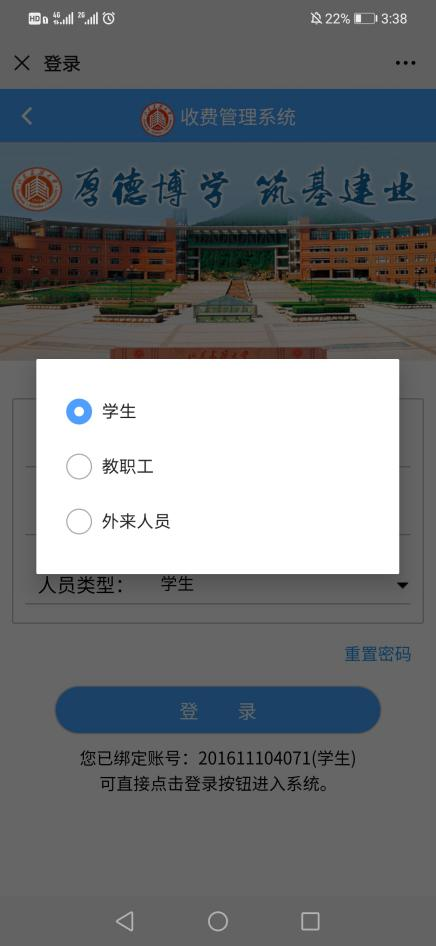 HD 4G 2G 22% 3:38
登录
收费管理系统
厚德博学 筑基建业
学生
教职工
外来人员
人员类型： 学生
重置密码
登 录
您已绑定账号：201611104071(学生)
可直接点击登录按钮进入系统。